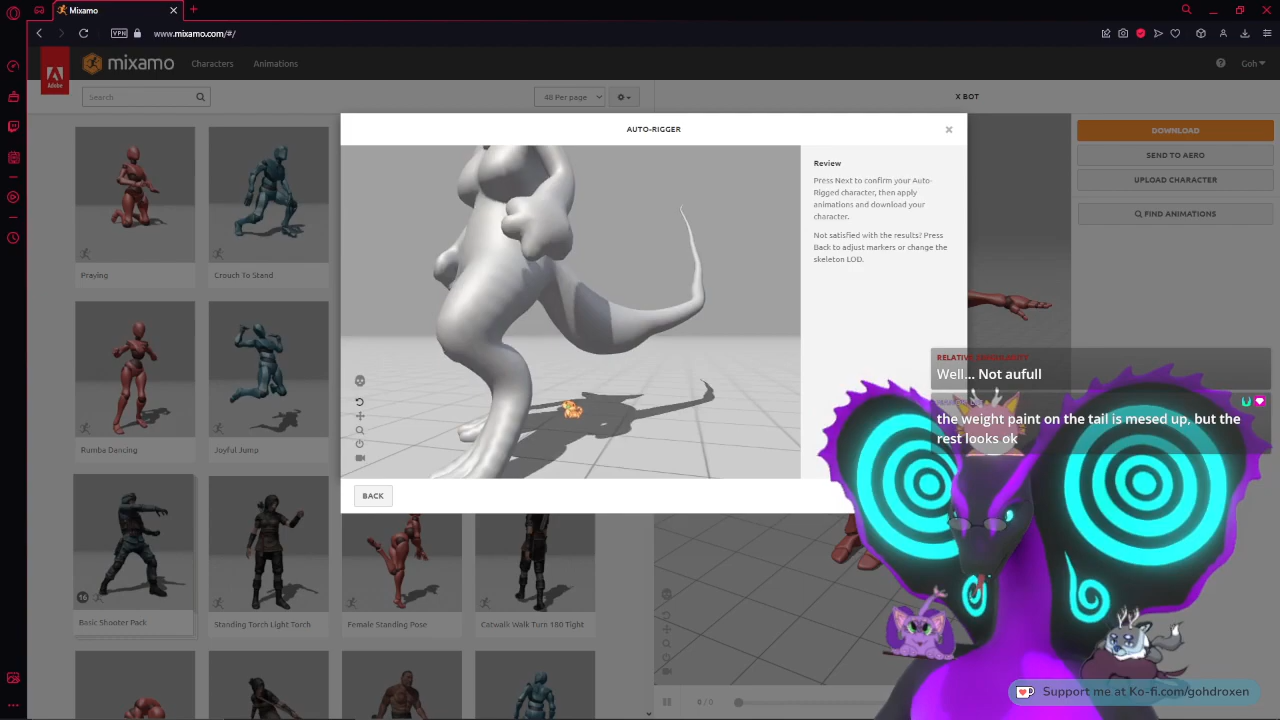 Mixamo
VPN
www.mixamo.com/#/
Adobe
mixamo
Characters
Animations
Goh
Search
48 Per page
X BOT
AUTO-RIGGER
Review
Press Next to confirm your Auto-
Rigged character, then apply
animations and download your
character.
Not satisfied with the results? Press
Back to adjust markers or change the
skeleton LOD.
BACK
DOWNLOAD
SEND TO AERO
UPLOAD CHARACTER
FIND ANIMATIONS
Praying
Crouch To Stand
Rumba Dancing
Joyful Jump
16
Basic Shooter Pack
Standing Torch Light Torch
Female Standing Pose
Catwalk Walk Turn 180 Tight
Well... Not aufull
the weight paint on the tail is mesed up, but the
rest looks ok
0 / 0
Support me at Ko-fi.com/gohdroxen